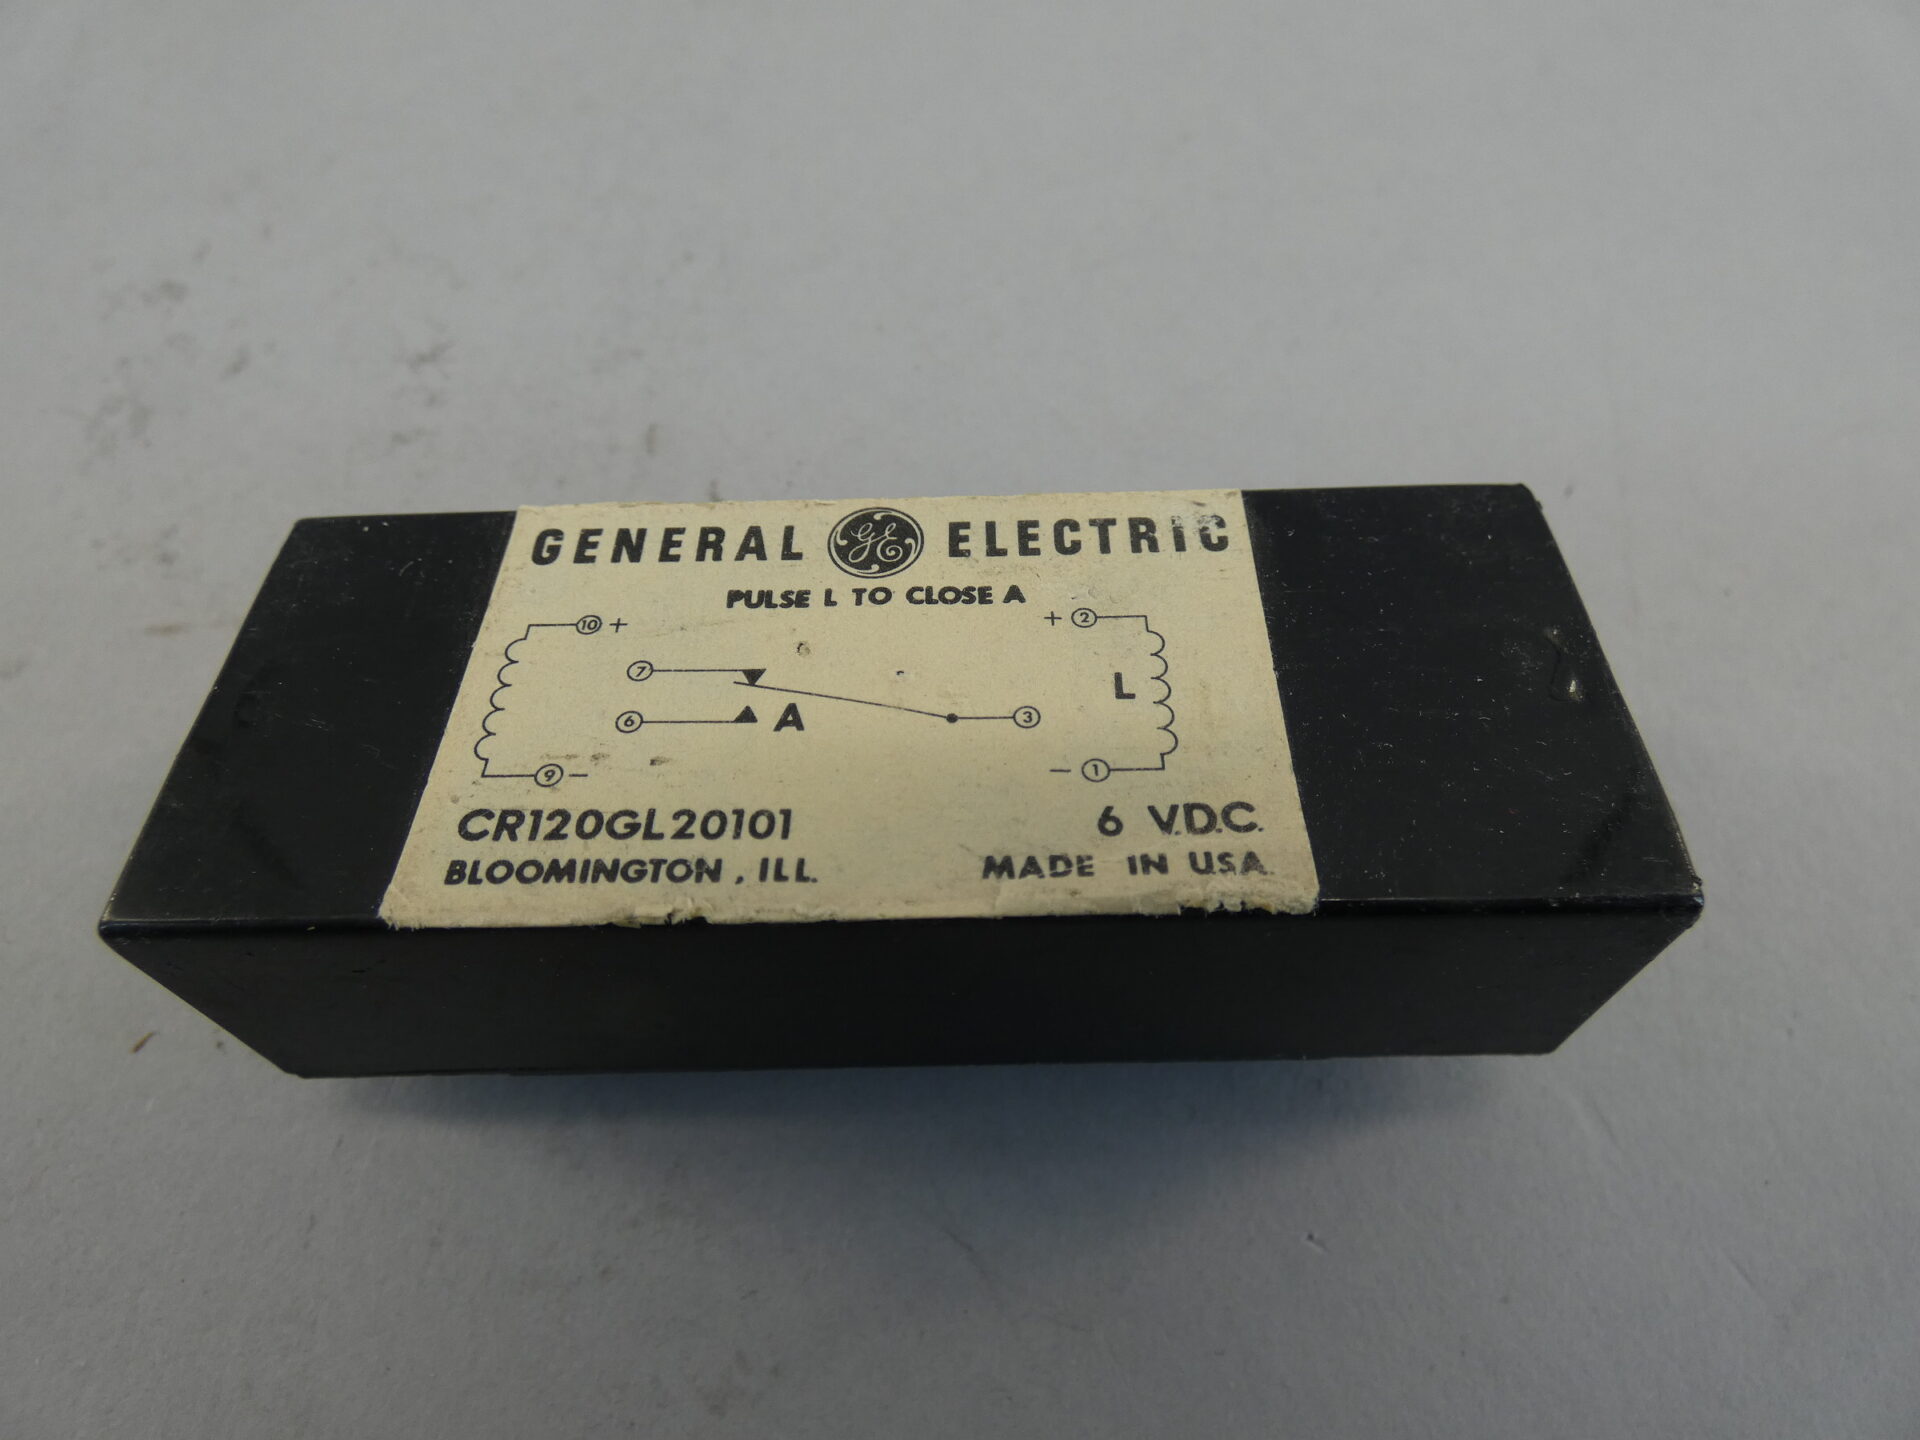 GENERAL GE ELECTRIC
PULSE L TO CLOSE A
10 + + 2
7
L
6 A 3
9 - - 1
CR120GL20101 6 V.D.C.
BLOOMINGTON, ILL. MADE IN U.S.A.